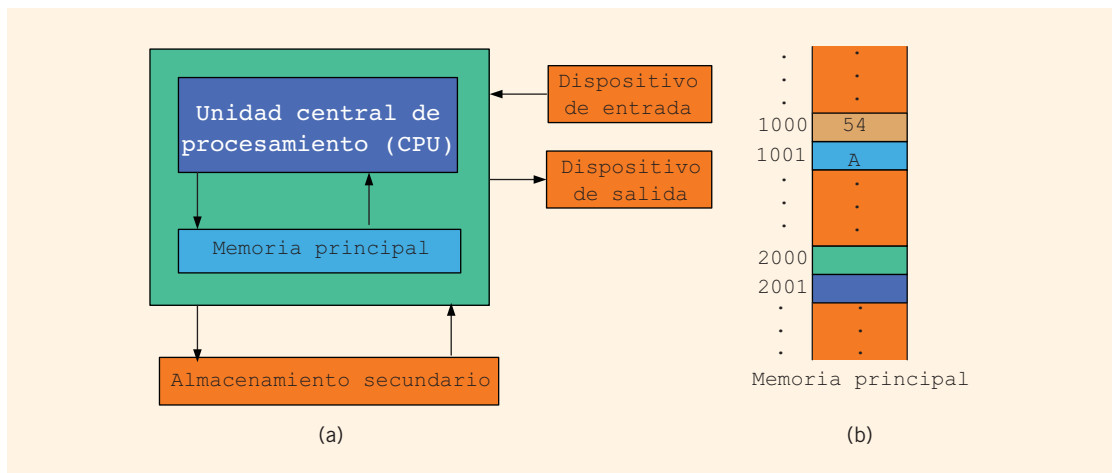 Unidad central de
procesamiento (CPU)
Memoria principal
Almacenamiento secundario
Dispositivo
de entrada
Dispositivo
de salida
(a)
1000 54
1001 A
2000
2001
Memoria principal
(b)